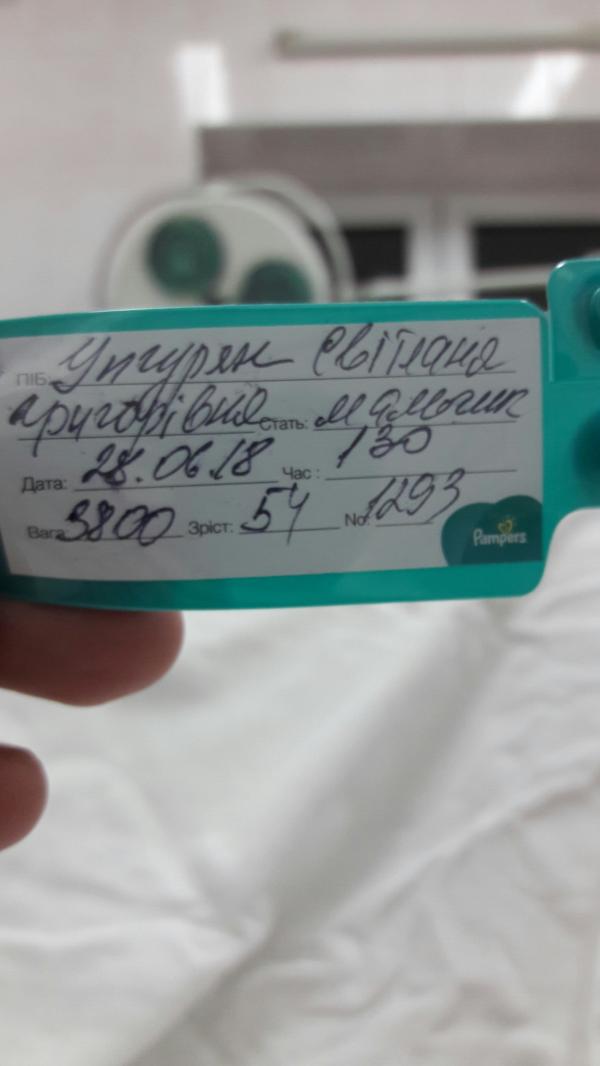 ПІБ: Унгурян Світлана
Григорівна Стать: мальчик
Дата: 28.06.18 Час: 1 30
Вага: 3800 Зріст: 54 No: 1293
Pampers